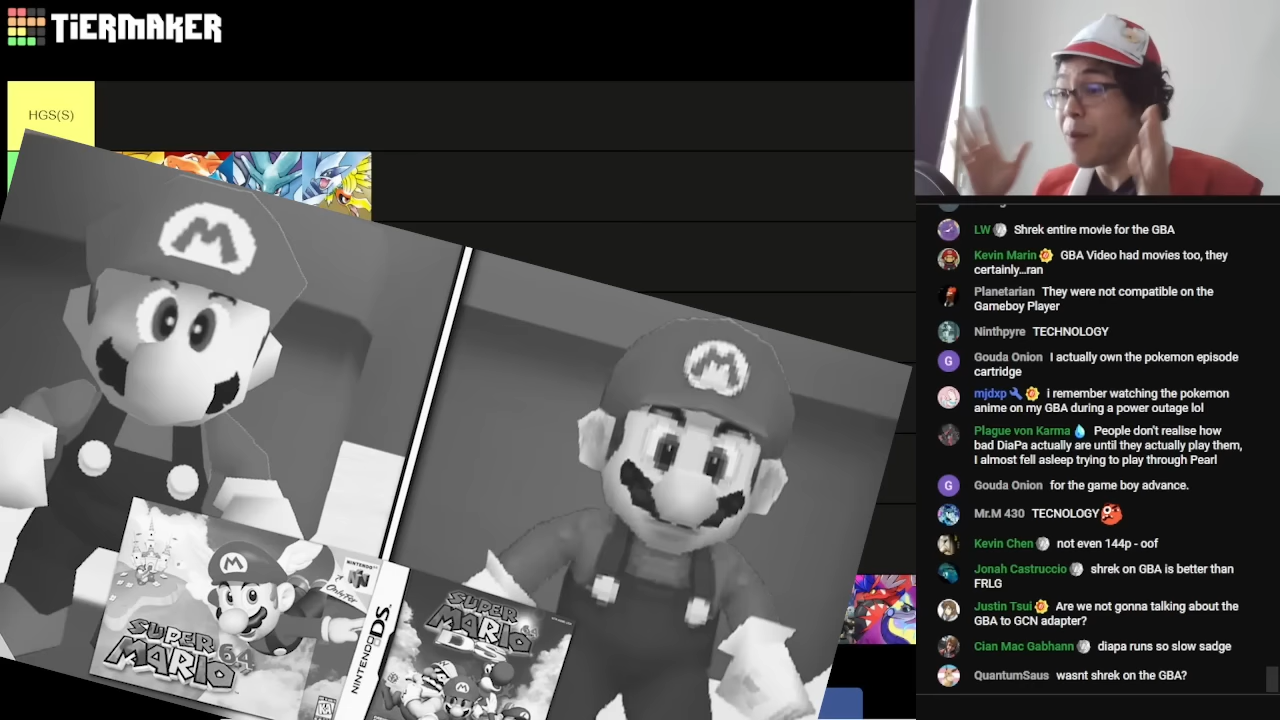 TIERMAKER
HGS(S)
M
M
NINTENDO 64
Only For
SUPER
MARIO
64
NINTENDO DS
SUPER
MARIO
64
DS
M
M
LW Shrek entire movie for the GBA
Kevin Marin GBA Video had movies too, they
certainly…ran
Planetarian They were not compatible on the
Gameboy Player
Ninthpyre TECHNOLOGY
G Gouda Onion I actually own the pokemon episode
cartridge
mjdxp i remember watching the pokemon
anime on my GBA during a power outage lol
Plague von Karma People don't realise how
bad DiaPa actually are until they actually play them,
I almost fell asleep trying to play through Pearl
G Gouda Onion for the game boy advance.
Mr.M 430 TECNOLOGY
Kevin Chen not even 144p - oof
Jonah Castruccio shrek on GBA is better than
FRLG
Justin Tsui Are we not gonna talking about the
GBA to GCN adapter?
Cian Mac Gabhann diapa runs so slow sadge
QuantumSaus wasnt shrek on the GBA?